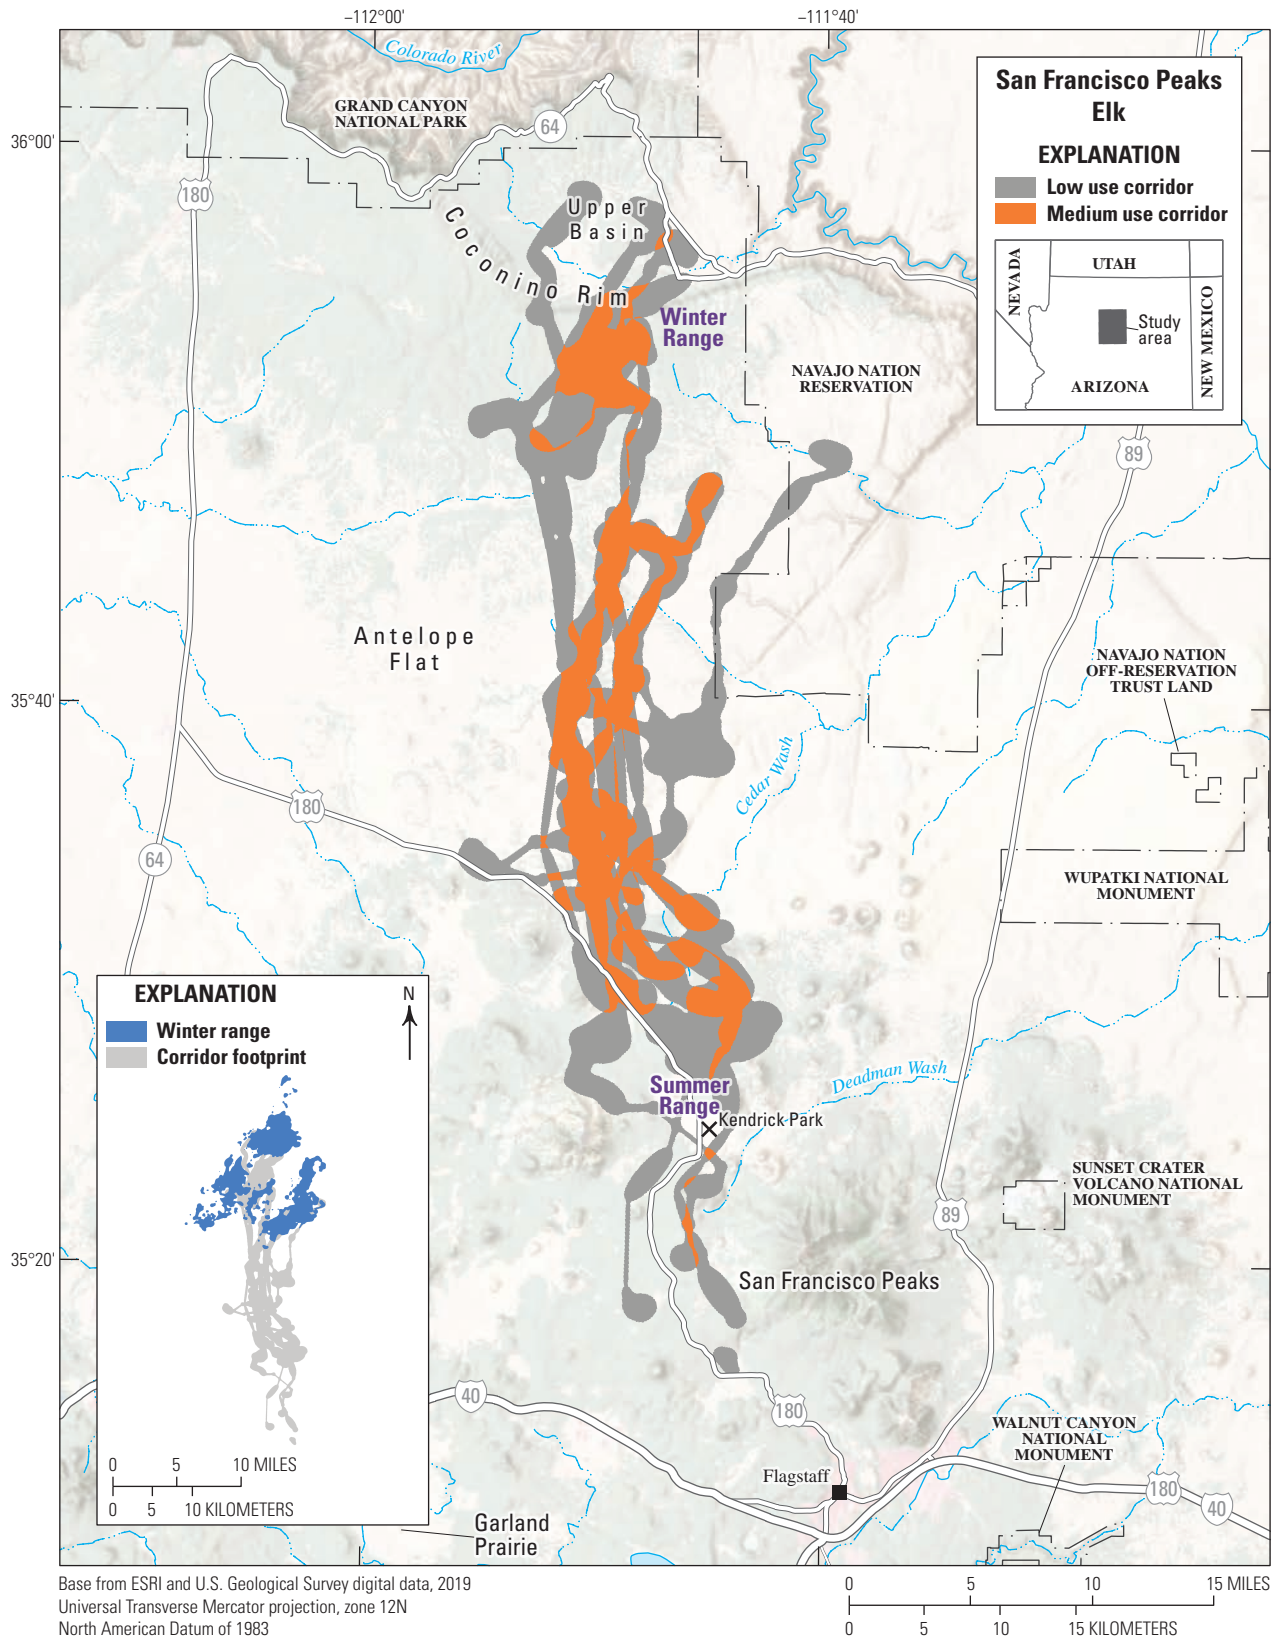 −112°00'
−111°40'
Colorado River
GRAND CANYON
NATIONAL PARK
64
36°00'
180
San Francisco Peaks
Elk
EXPLANATION
Low use corridor
Medium use corridor
NEVADA
UTAH
Study
area
ARIZONA
NEW MEXICO
Upper
Basin
Coconino Rim
Winter
Range
NAVAJO NATION
RESERVATION
89
Antelope
Flat
NAVAJO NATION
OFF-RESERVATION
TRUST LAND
35°40'
Cedar Wash
180
64
WUPATKI NATIONAL
MONUMENT
EXPLANATION
N
Winter range
Corridor footprint
0 5 10 MILES
0 5 10 KILOMETERS
Deadman Wash
Summer
Range
Kendrick Park
SUNSET CRATER
VOLCANO NATIONAL
MONUMENT
89
35°20'
San Francisco Peaks
40
180
WALNUT CANYON
NATIONAL
MONUMENT
Flagstaff
180
40
Garland
Prairie
Base from ESRI and U.S. Geological Survey digital data, 2019
Universal Transverse Mercator projection, zone 12N
North American Datum of 1983
0 5 10 15 MILES
0 5 10 15 KILOMETERS